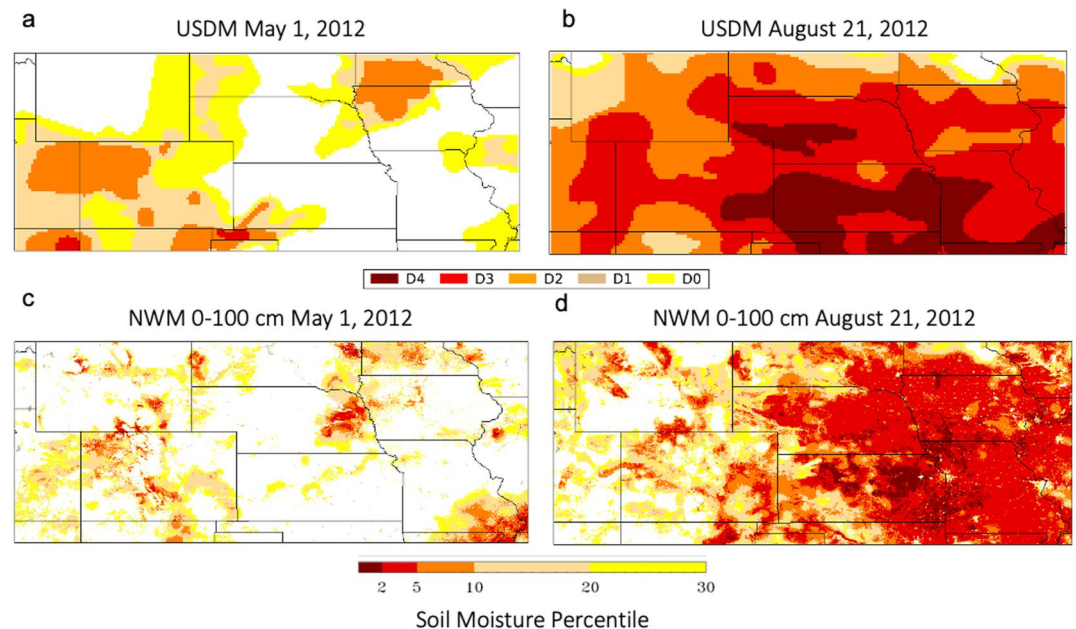 a
USDM May 1, 2012
b
USDM August 21, 2012
D4 D3 D2 D1 D0
c
NWM 0-100 cm May 1, 2012
d
NWM 0-100 cm August 21, 2012
2 5 10 20 30
Soil Moisture Percentile